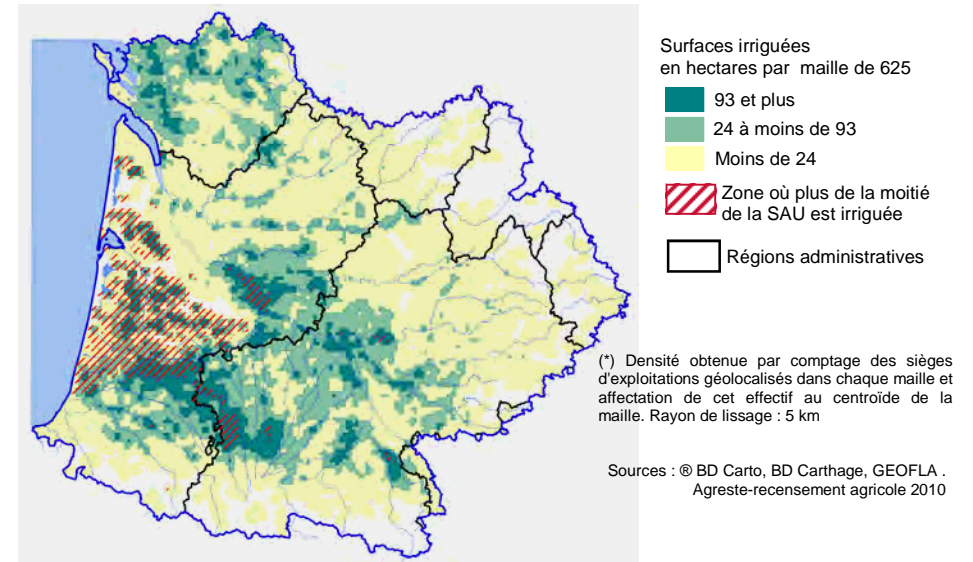 Surfaces irriguées
en hectares par maille de 625
93 et plus
24 à moins de 93
Moins de 24
Zone où plus de la moitié
de la SAU est irriguée
Régions administratives
(*) Densité obtenue par comptage des sièges
d'exploitations géolocalisés dans chaque maille et
affectation de cet effectif au centroïde de la
maille. Rayon de lissage : 5 km
Sources : ® BD Carto, BD Carthage, GEOFLA .
Agreste-recensement agricole 2010